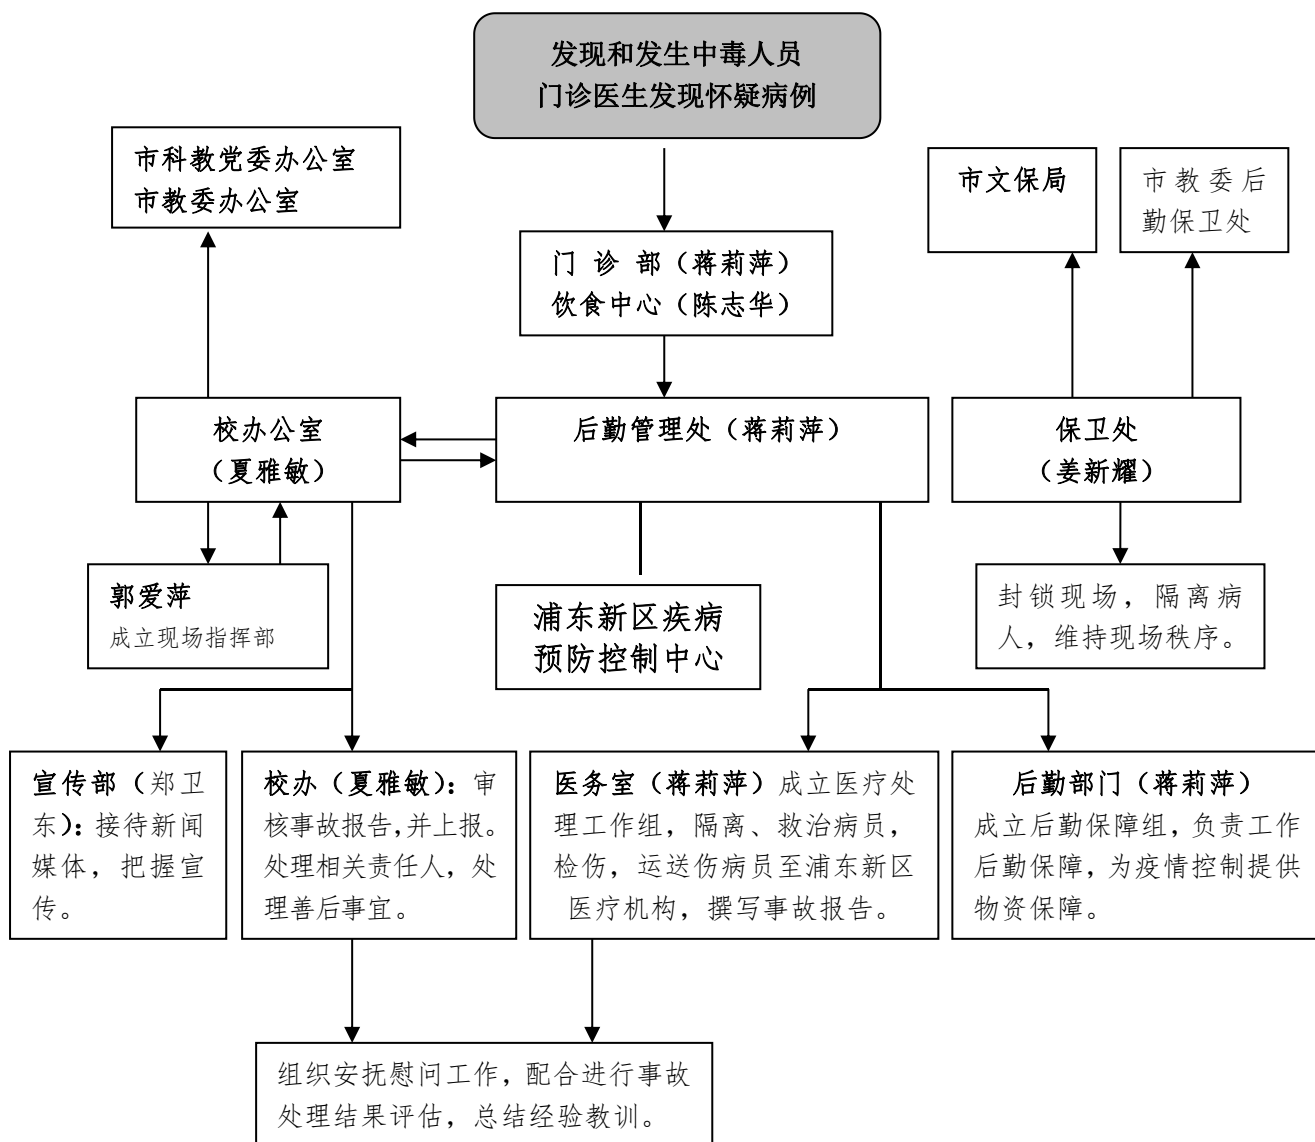 发现和发生中毒人员
门诊医生发现怀疑病例
市科教党委办公室
市教委办公室
市文保局
市教委后
勤保卫处
门 诊 部（蒋莉萍）
饮食中心（陈志华）
校办公室
（夏雅敏）
后勤管理处（蒋莉萍）
保卫处
（姜新耀）
郭爱萍
成立现场指挥部
浦东新区疾病
预防控制中心
封锁现场，隔离病
人，维持现场秩序。
宣传部（郑卫
东）：接待新闻
媒体，把握宣
传。
校办（夏雅敏）：审
核事故报告，并上报。
处理相关责任人，处
理善后事宜。
医务室（蒋莉萍）成立医疗处
理工作组，隔离、救治病员，
检伤，运送伤病员至浦东新区
医疗机构，撰写事故报告。
后勤部门（蒋莉萍）
成立后勤保障组，负责工作
后勤保障，为疫情控制提供
物资保障。
组织安抚慰问工作，配合进行事故
处理结果评估，总结经验教训。